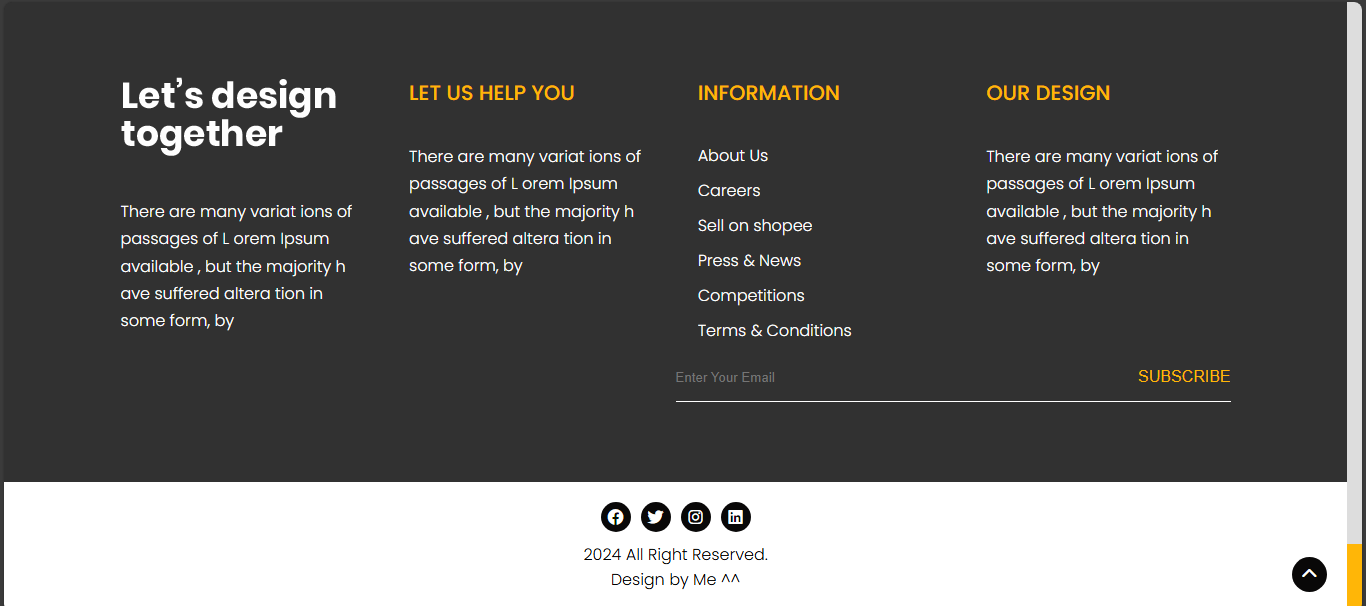 Let’s design
together
There are many variat ions of
passages of L orem Ipsum
available , but the majority h
ave suffered altera tion in
some form, by
LET US HELP YOU
There are many variat ions of
passages of L orem Ipsum
available , but the majority h
ave suffered altera tion in
some form, by
INFORMATION
About Us
Careers
Sell on shopee
Press & News
Competitions
Terms & Conditions
OUR DESIGN
There are many variat ions of
passages of L orem Ipsum
available , but the majority h
ave suffered altera tion in
some form, by
Enter Your Email
SUBSCRIBE
2024 All Right Reserved.
Design by Me ^^